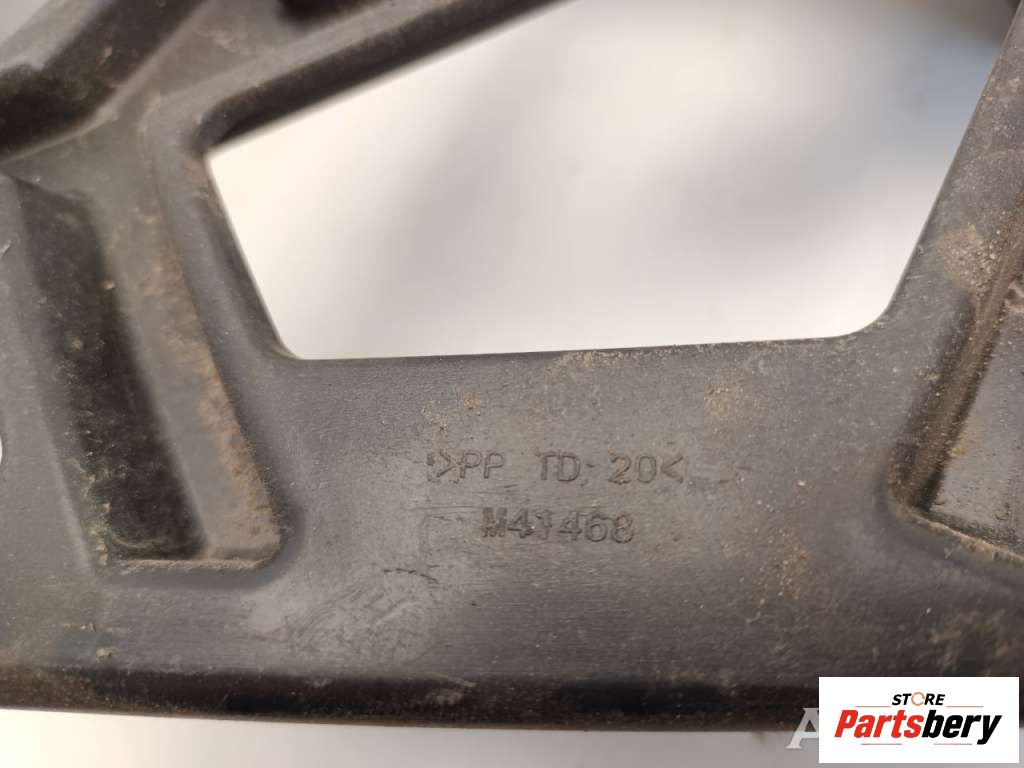 >PP TD 20<
M41468
STORE
Partsbery